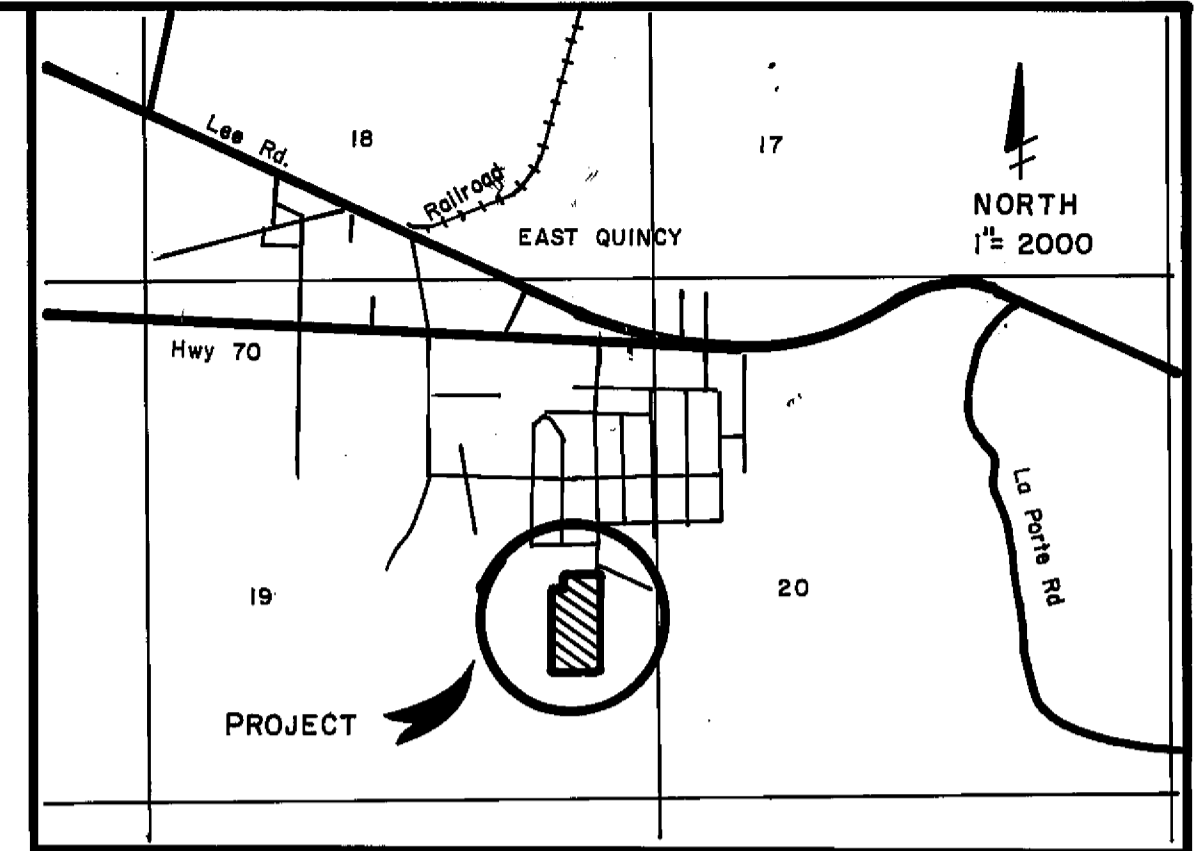 Lee Rd.
18
17
Railroad
NORTH
1"= 2000
EAST QUINCY
Hwy 70
La Porte Rd
19
20
PROJECT